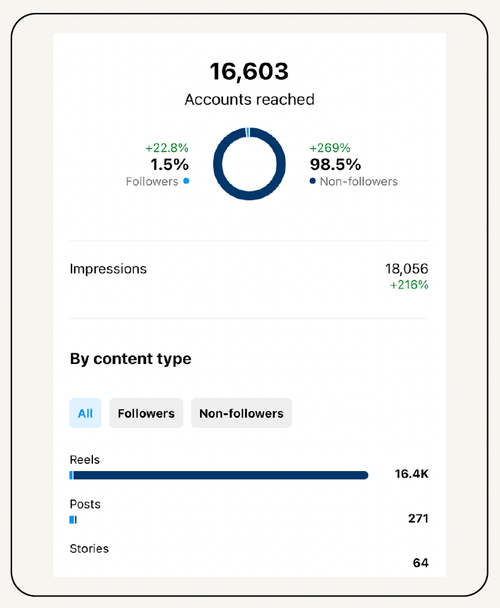 16,603
Accounts reached
+22.8%
1.5%
Followers
+269%
98.5%
Non-followers
Impressions
18,056
+216%
By content type
All
Followers
Non-followers
Reels
16.4K
Posts
271
Stories
64